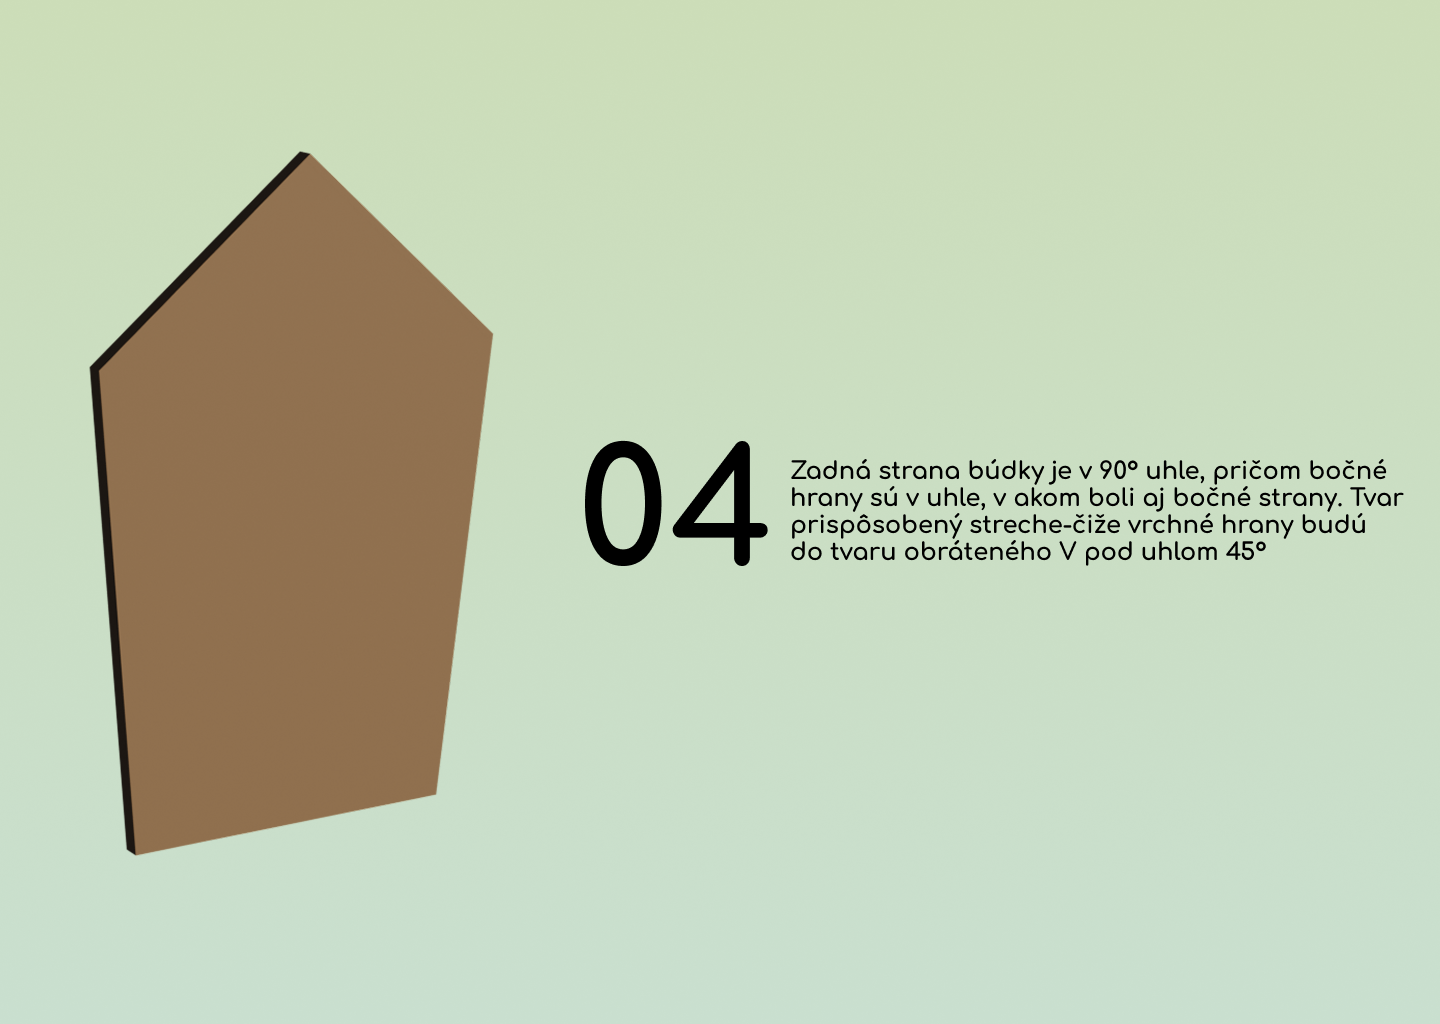 04
Zadná strana búdky je v 90° uhle, pričom bočné
hrany sú v uhle, v akom boli aj bočné strany. Tvar
prispôsobený streche-čiže vrchné hrany budú
do tvaru obráteného V pod uhlom 45°